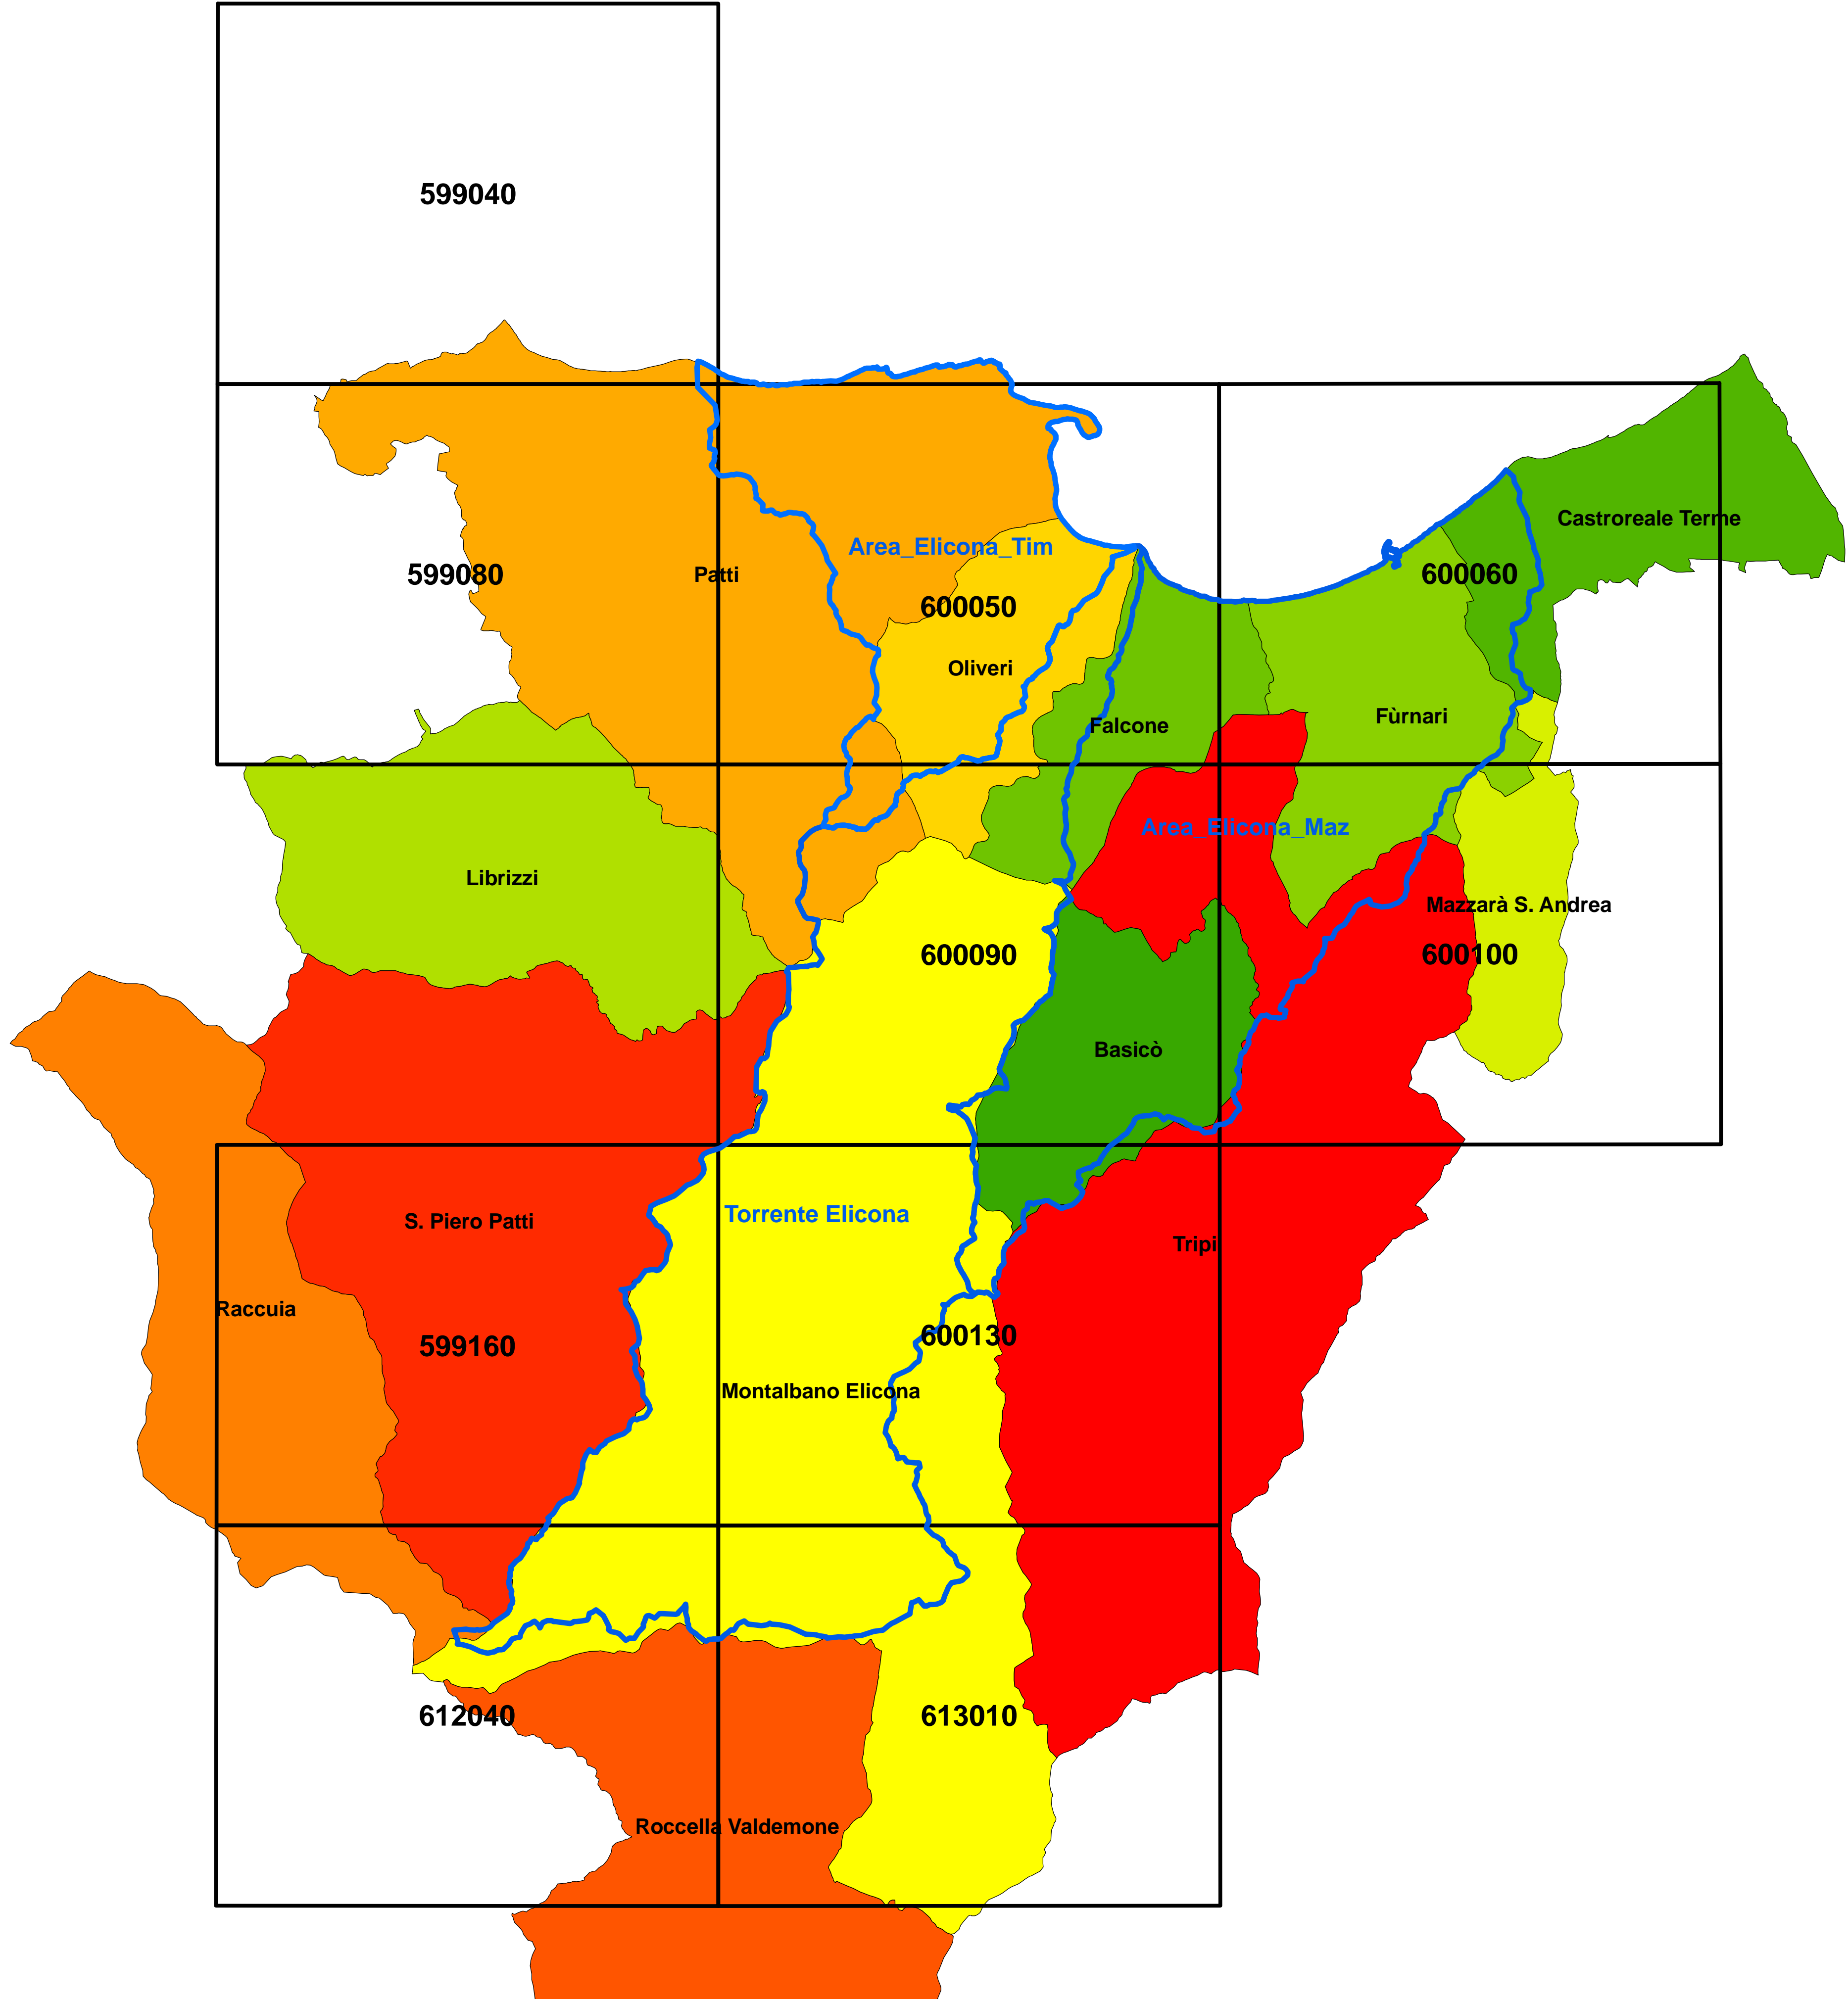 599040
Castroreale Terme
Area_Elicona_Tim
599080
Patti
600060
600050
Oliveri
Fùrnari
Falcone
Area_Elicona_Maz
Librizzi
Mazzarà S. Andrea
600090
600100
Basicò
Torrente Elicona
S. Piero Patti
Tripi
Raccuia
600130
599160
Montalbano Elicona
612040
613010
Roccella Valdemone